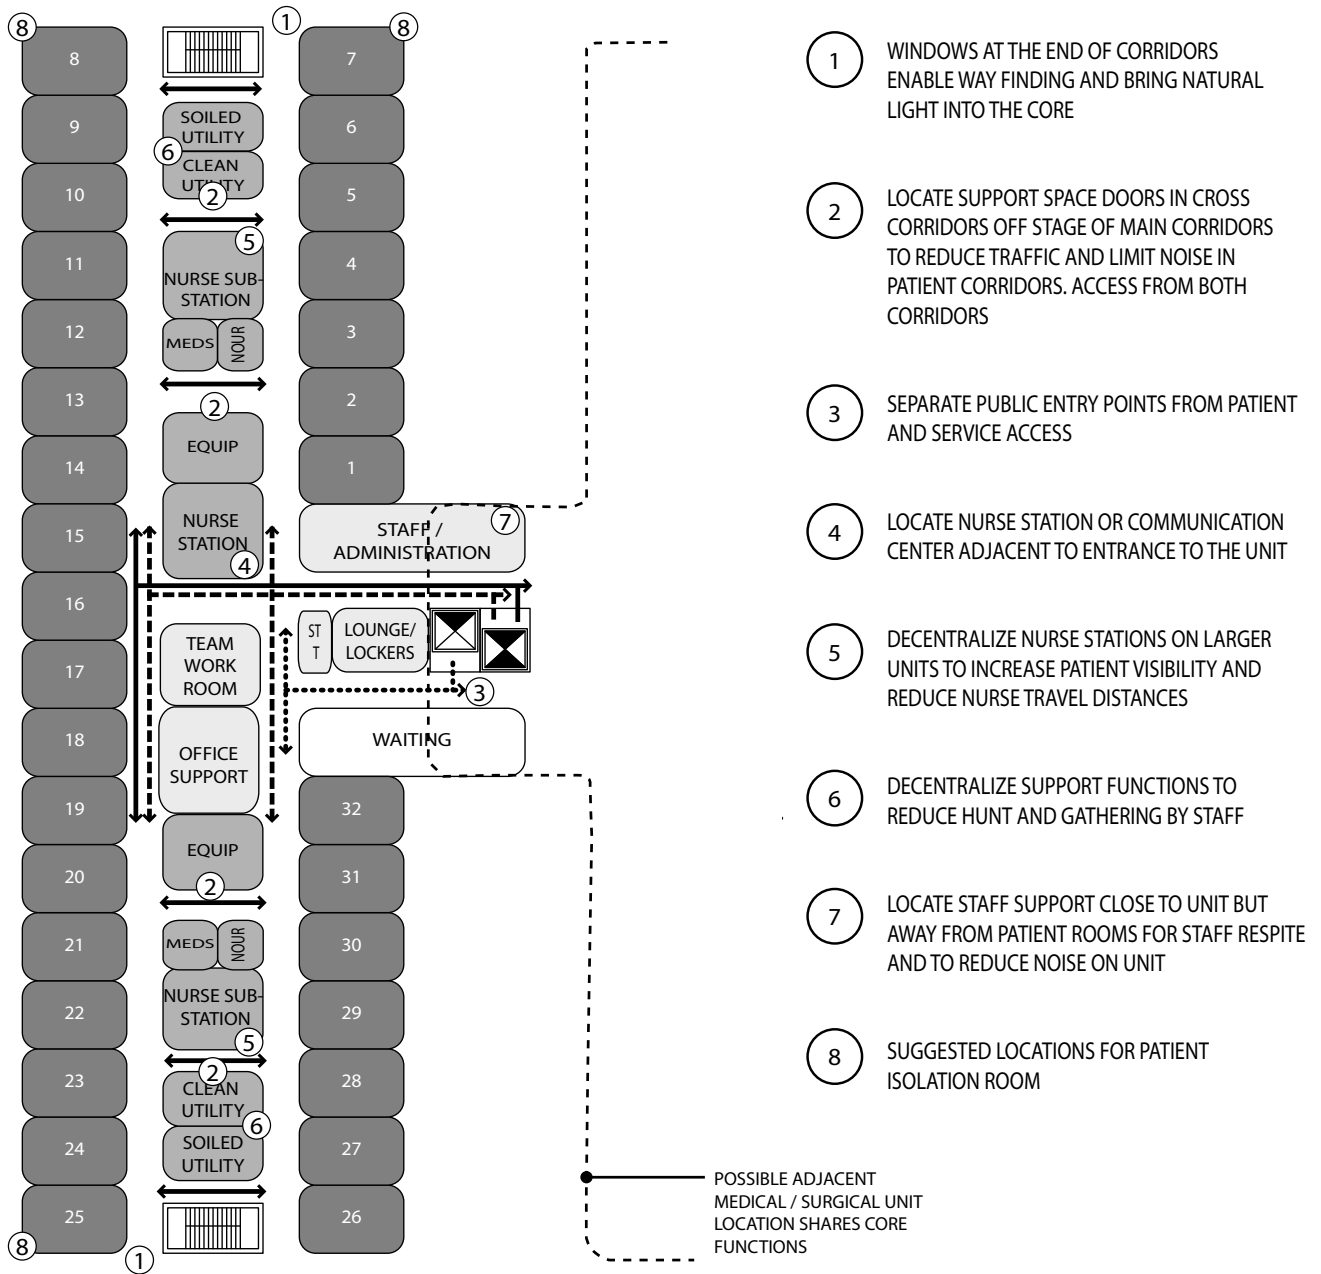 8
1
8
8
7
9
SOILED
UTILITY
6
6
CLEAN
UTILITY
10
2
5
11
5
NURSE SUB-
STATION
4
12
MEDS
NOUR
3
13
2
2
14
EQUIP
1
15
NURSE
STATION
4
STAFF /
ADMINISTRATION
7
16
17
TEAM
WORK
ROOM
ST
T
LOUNGE/
LOCKERS
3
18
OFFICE
SUPPORT
WAITING
19
32
20
EQUIP
2
31
21
MEDS
NOUR
30
22
NURSE SUB-
STATION
5
29
23
2
CLEAN
UTILITY
28
24
6
SOILED
UTILITY
27
25
26
8
1
1
WINDOWS AT THE END OF CORRIDORS
ENABLE WAY FINDING AND BRING NATURAL
LIGHT INTO THE CORE
2
LOCATE SUPPORT SPACE DOORS IN CROSS
CORRIDORS OFF STAGE OF MAIN CORRIDORS
TO REDUCE TRAFFIC AND LIMIT NOISE IN
PATIENT CORRIDORS. ACCESS FROM BOTH
CORRIDORS
3
SEPARATE PUBLIC ENTRY POINTS FROM PATIENT
AND SERVICE ACCESS
4
LOCATE NURSE STATION OR COMMUNICATION
CENTER ADJACENT TO ENTRANCE TO THE UNIT
5
DECENTRALIZE NURSE STATIONS ON LARGER
UNITS TO INCREASE PATIENT VISIBILITY AND
REDUCE NURSE TRAVEL DISTANCES
6
DECENTRALIZE SUPPORT FUNCTIONS TO
REDUCE HUNT AND GATHERING BY STAFF
7
LOCATE STAFF SUPPORT CLOSE TO UNIT BUT
AWAY FROM PATIENT ROOMS FOR STAFF RESPITE
AND TO REDUCE NOISE ON UNIT
8
SUGGESTED LOCATIONS FOR PATIENT
ISOLATION ROOM
POSSIBLE ADJACENT
MEDICAL / SURGICAL UNIT
LOCATION SHARES CORE
FUNCTIONS